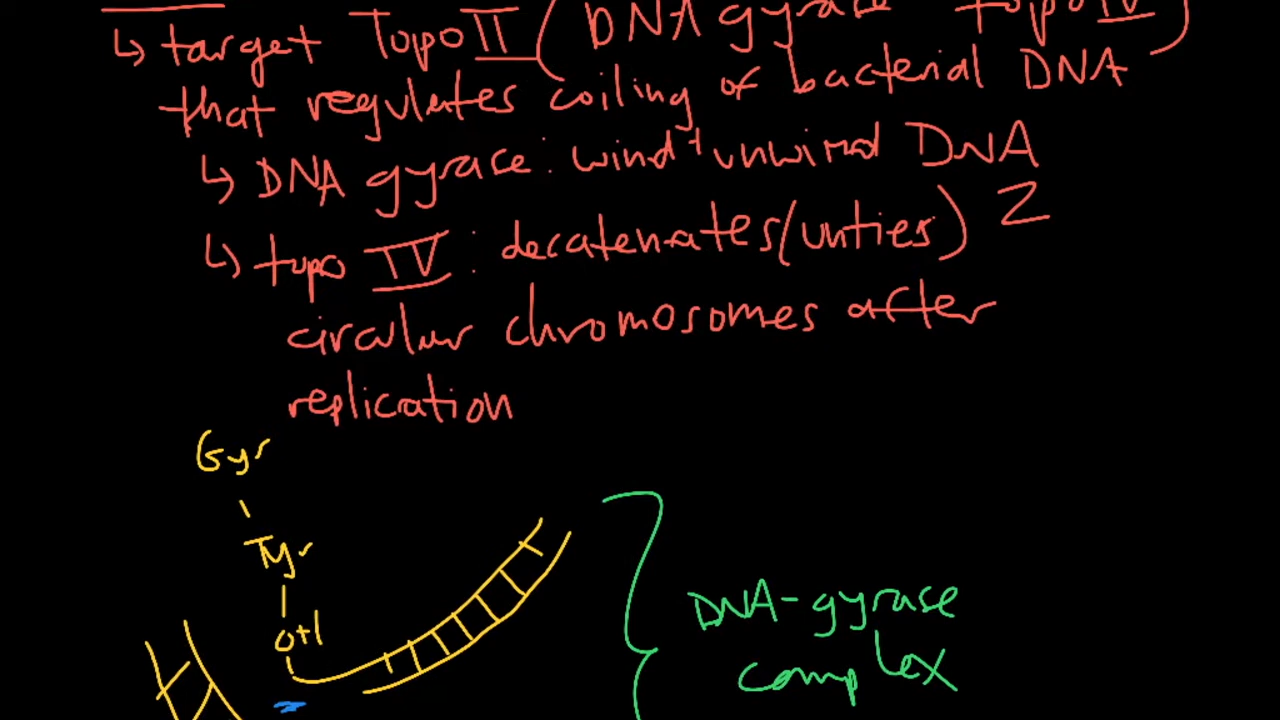 ↳ target Topo II (DNA gyrase topo IV)
that regulates coiling of bacterial DNA
↳ DNA gyrase: wind + unwind DNA
↳ topo IV: decatenates (unties) 2
circular chromosomes after
replication
Gyr
Tyr
OH
DNA-gyrase
complex